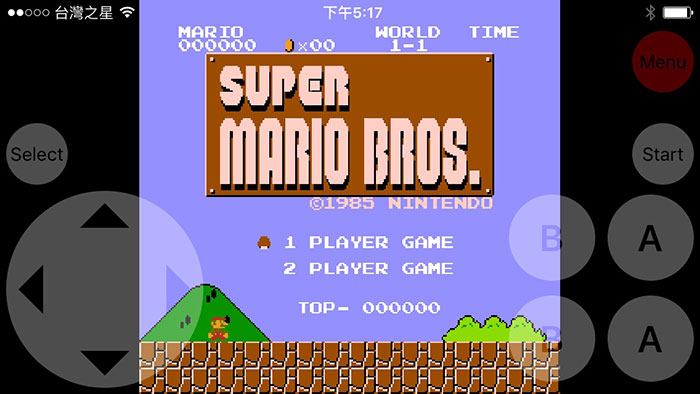 台灣之星 下午5:17
MARIO WORLD TIME
000000 ×00 1-1
Menu
SUPER
MARIO BROS.
Select
Start
©1985 NINTENDO
1 PLAYER GAME
B A
2 PLAYER GAME
TOP- 000000
B A